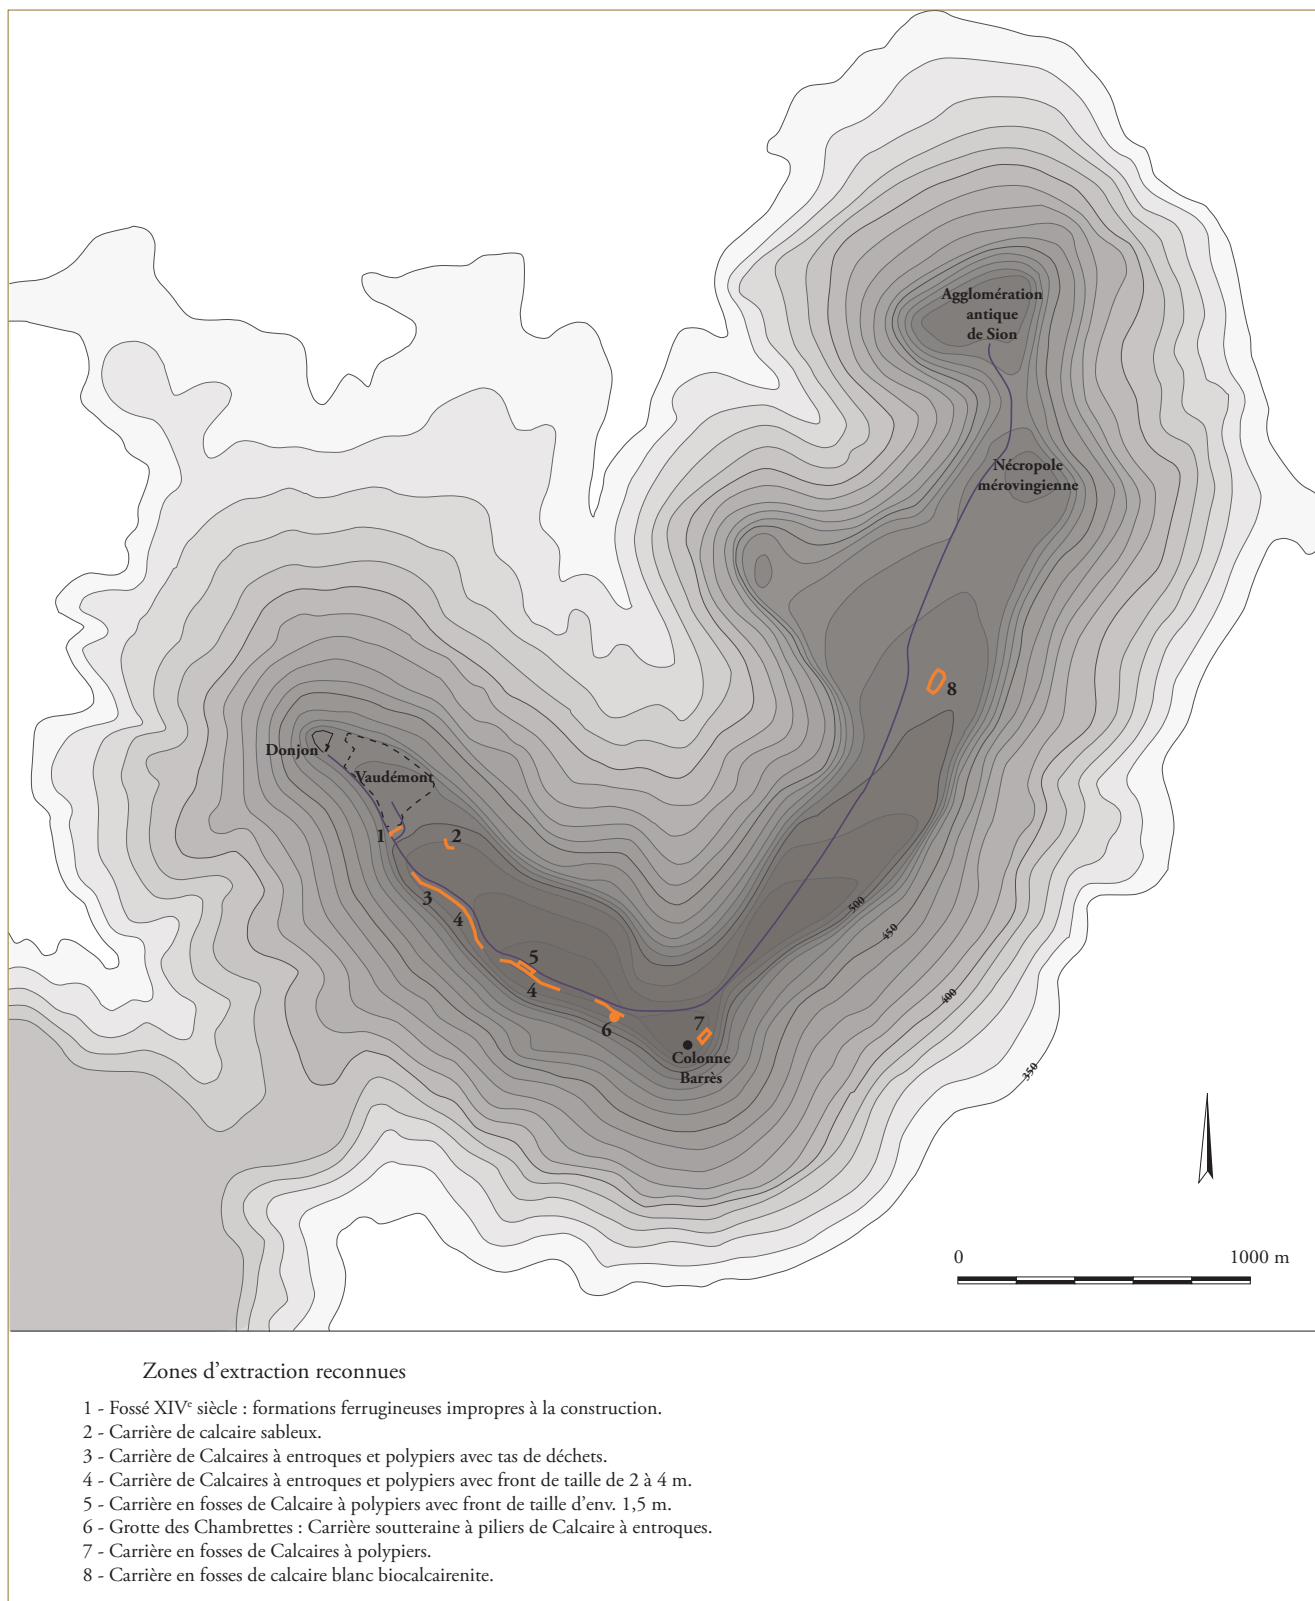 Agglomération
antique
de Sion
Nécropole
mérovingienne
8
Donjon
Vaudémont
1
2
3
4
5
4
6
7
Colonne
Barrès
500
450
400
350
0 1000 m
Zones d'extraction reconnues
1 - Fossé XIVᵉ siècle : formations ferrugineuses impropres à la construction.
2 - Carrière de calcaire sableux.
3 - Carrière de Calcaires à entroques et polypiers avec tas de déchets.
4 - Carrière de Calcaires à entroques et polypiers avec front de taille de 2 à 4 m.
5 - Carrière en fosses de Calcaire à polypiers avec front de taille d'env. 1,5 m.
6 - Grotte des Chambrettes : Carrière soutteraine à piliers de Calcaire à entroques.
7 - Carrière en fosses de Calcaires à polypiers.
8 - Carrière en fosses de calcaire blanc biocalcairenite.